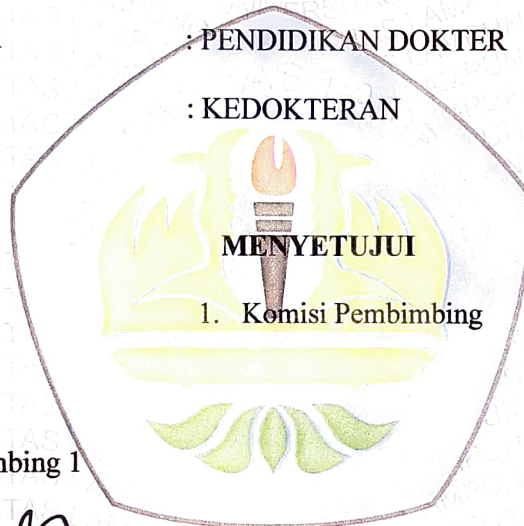 : PENDIDIKAN DOKTER
: KEDOKTERAN
MENYETUJUI
1. Komisi Pembimbing
mbing 1